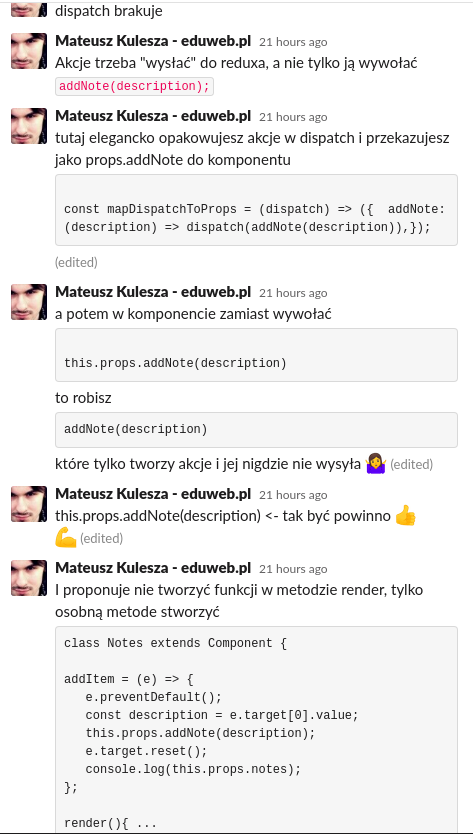 dispatch brakuje
Mateusz Kulesza - eduweb.pl 21 hours ago
Akcje trzeba "wysłać" do reduxa, a nie tylko ją wywołać
addNote(description);
Mateusz Kulesza - eduweb.pl 21 hours ago
tutaj elegancko opakowujesz akcje w dispatch i przekazujesz
jako props.addNote do komponentu
const mapDispatchToProps = (dispatch) => ({  addNote:
(description) => dispatch(addNote(description)),});
(edited)
Mateusz Kulesza - eduweb.pl 21 hours ago
a potem w komponencie zamiast wywołać
this.props.addNote(description)
to robisz
addNote(description)
które tylko tworzy akcje i jej nigdzie nie wysyła 🤷‍♀️ (edited)
Mateusz Kulesza - eduweb.pl 21 hours ago
this.props.addNote(description) <- tak być powinno 👍
💪 (edited)
Mateusz Kulesza - eduweb.pl 21 hours ago
I proponuje nie tworzyć funkcji w metodzie render, tylko
osobną metode stworzyć
class Notes extends Component {
addItem = (e) => {
   e.preventDefault();
   const description = e.target[0].value;
   this.props.addNote(description);
   e.target.reset();
   console.log(this.props.notes);
};
render(){ ...